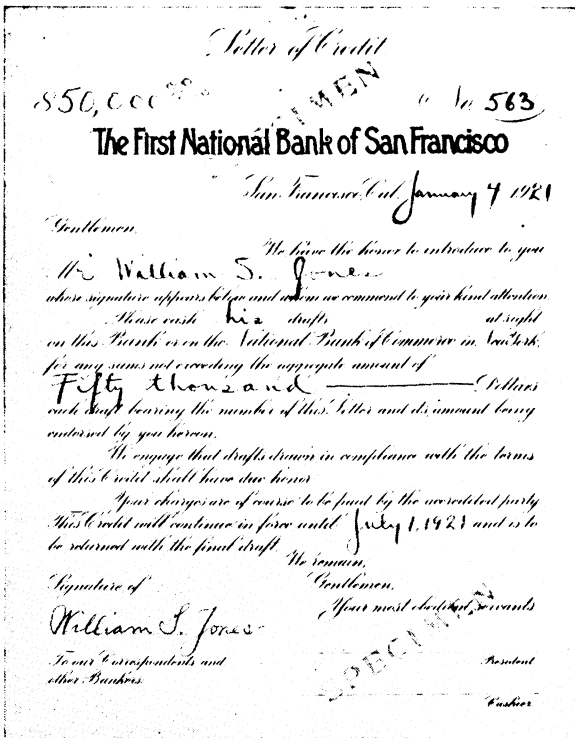 Letter of Credit
$50,000 00/00 SPECIMEN No 563
The First National Bank of San Francisco
San Francisco, Cal. January 4 1921
Gentlemen,
We have the honor to introduce to you
Mr William S. Jones
whose signature appears below and whom we commend to your kind attention
Please cash his drafts at sight
on this Bank or on the National Bank of Commerce in New York,
for any sums not exceeding the aggregate amount of
Fifty thousand Dollars
each draft bearing the number of this Letter and its amount being
endorsed by you hereon.
We engage that drafts drawn in compliance with the terms
of this Credit shall have due honor
Your charges are of course to be paid by the accredited party
This Credit will continue in force until July 1, 1921 and is to
be returned with the final draft.
We remain,
Signature of Gentlemen,
Your most obedient servants
William S. Jones
SPECIMEN
To our Correspondents and President
other Bankers.
Cashier